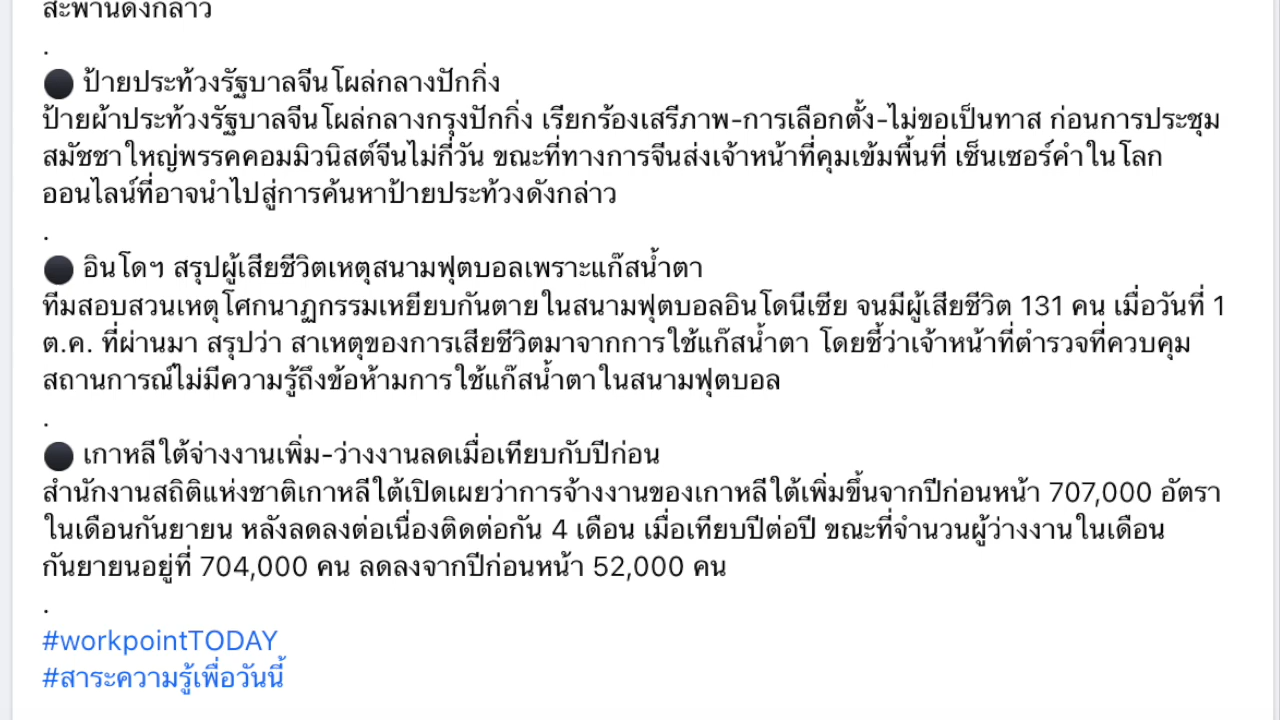 สะพานดังกล่าว
.
⚫ ป้ายประท้วงรัฐบาลจีนโผล่กลางปักกิ่ง
ป้ายผ้าประท้วงรัฐบาลจีนโผล่กลางกรุงปักกิ่ง เรียกร้องเสรีภาพ-การเลือกตั้ง-ไม่ขอเป็นทาส ก่อนการประชุม
สมัชชาใหญ่พรรคคอมมิวนิสต์จีนไม่กี่วัน ขณะที่ทางการจีนส่งเจ้าหน้าที่คุมเข้มพื้นที่ เซ็นเซอร์คำในโลก
ออนไลน์ที่อาจนำไปสู่การค้นหาป้ายประท้วงดังกล่าว
.
⚫ อินโดฯ สรุปผู้เสียชีวิตเหตุสนามฟุตบอลเพราะแก๊สน้ำตา
ทีมสอบสวนเหตุโศกนาฏกรรมเหยียบกันตายในสนามฟุตบอลอินโดนีเซีย จนมีผู้เสียชีวิต 131 คน เมื่อวันที่ 1
ต.ค. ที่ผ่านมา สรุปว่า สาเหตุของการเสียชีวิตมาจากการใช้แก๊สน้ำตา โดยชี้ว่าเจ้าหน้าที่ตำรวจที่ควบคุม
สถานการณ์ไม่มีความรู้ถึงข้อห้ามการใช้แก๊สน้ำตาในสนามฟุตบอล
.
⚫ เกาหลีใต้จ่างงานเพิ่ม-ว่างงานลดเมื่อเทียบกับปีก่อน
สำนักงานสถิติแห่งชาติเกาหลีใต้เปิดเผยว่าการจ้างงานของเกาหลีใต้เพิ่มขึ้นจากปีก่อนหน้า 707,000 อัตรา
ในเดือนกันยายน หลังลดลงต่อเนื่องติดต่อกัน 4 เดือน เมื่อเทียบปีต่อปี ขณะที่จำนวนผู้ว่างงานในเดือน
กันยายนอยู่ที่ 704,000 คน ลดลงจากปีก่อนหน้า 52,000 คน
.
#workpointTODAY
#สาระความรู้เพื่อวันนี้